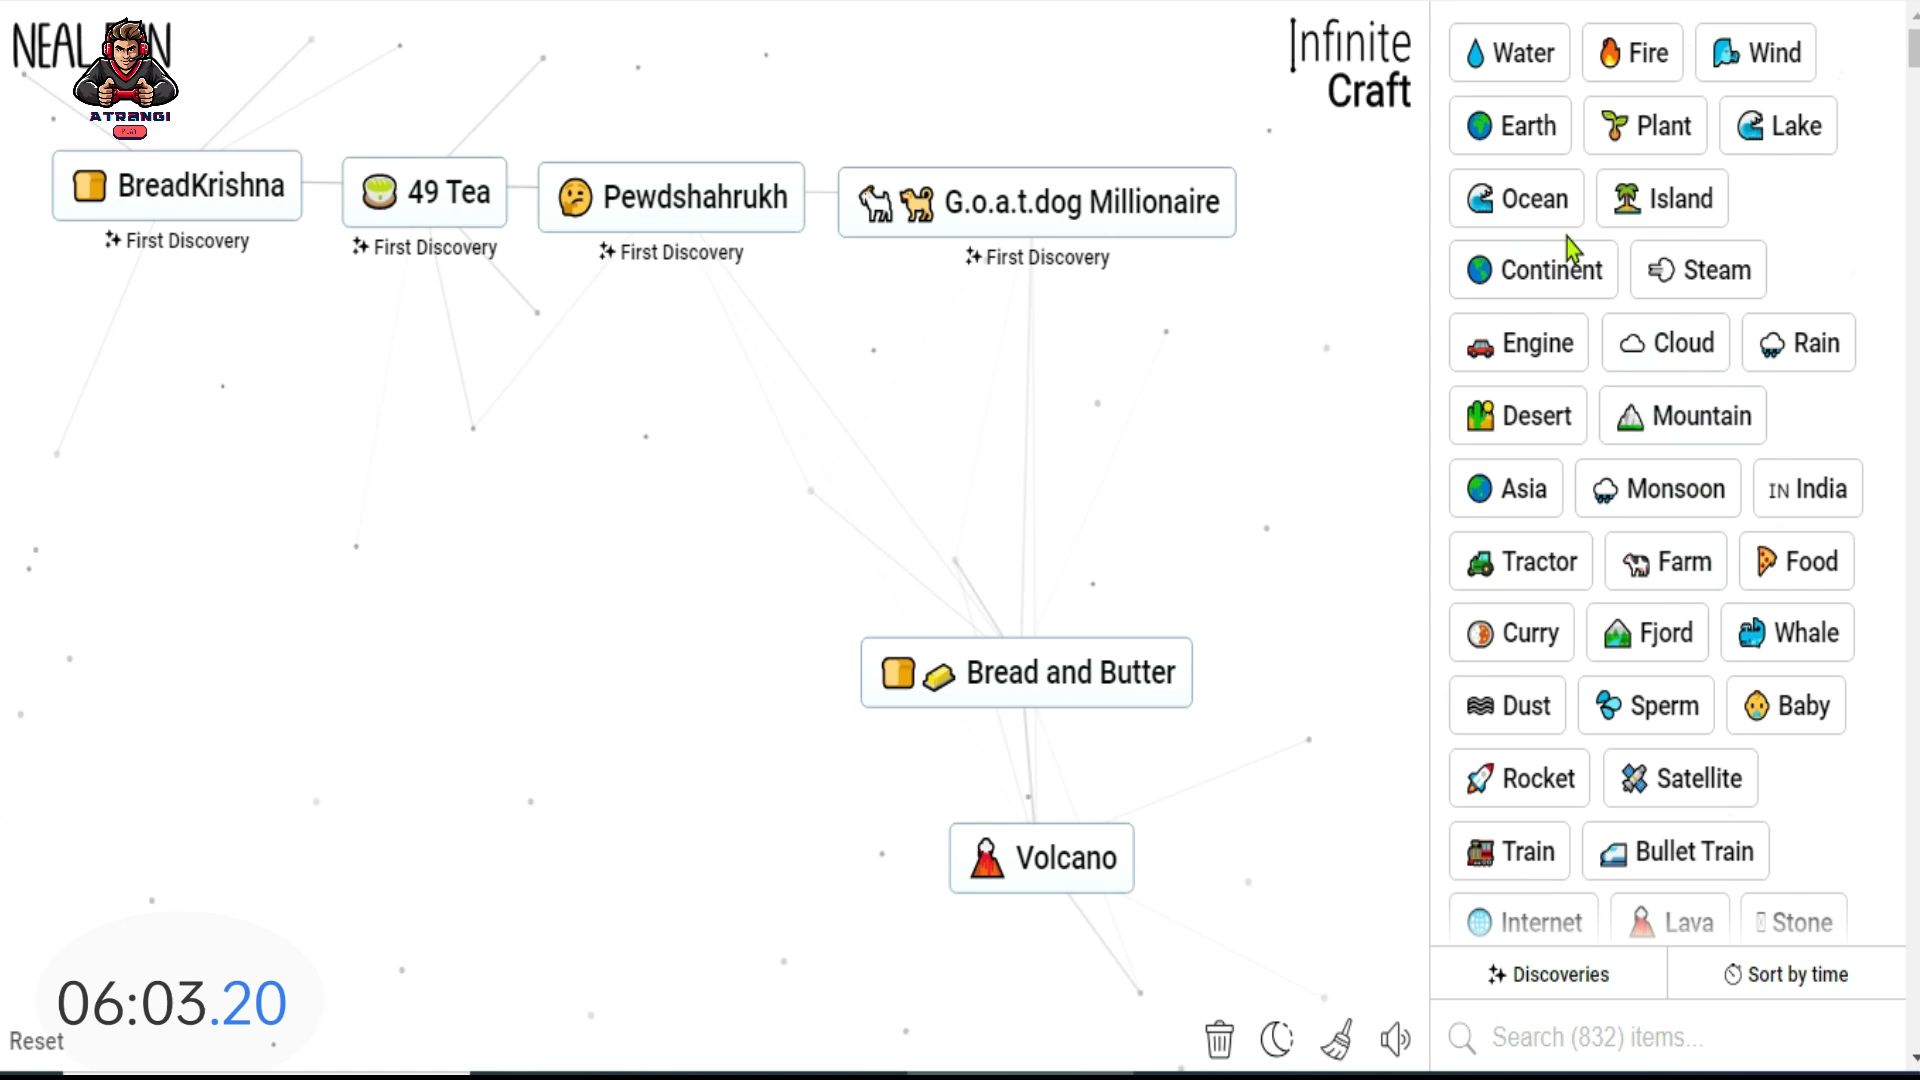 NEAL
N
ATRANGI
PLAY
Infinite
Craft
BreadKrishna
First Discovery
49 Tea
First Discovery
Pewdshahrukh
First Discovery
G.o.a.t.dog Millionaire
First Discovery
Bread and Butter
Volcano
06:03.20
Reset
Water Fire Wind
Earth Plant Lake
Ocean Island
Continent Steam
Engine Cloud Rain
Desert Mountain
Asia Monsoon IN India
Tractor Farm Food
Curry Fjord Whale
Dust Sperm Baby
Rocket Satellite
Train Bullet Train
Internet Lava Stone
Discoveries Sort by time
Search (832) items...